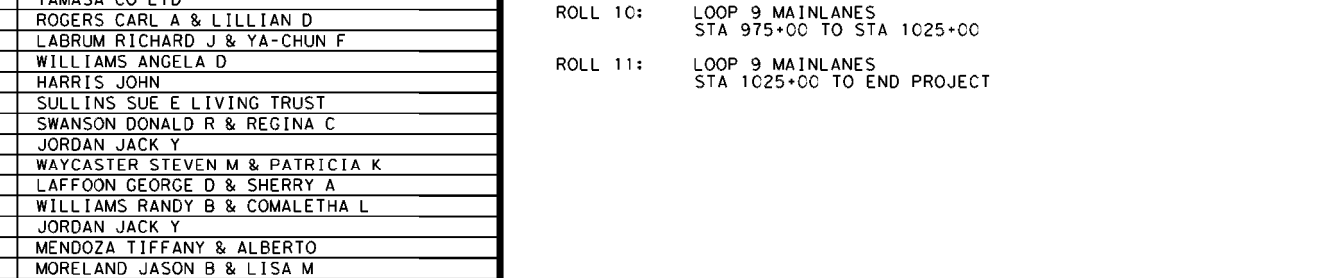 YAMASA CO LTD
ROGERS CARL A & LILLIAN D
LABRUM RICHARD J & YA-CHUN F
WILLIAMS ANGELA D
HARRIS JOHN
SULLINS SUE E LIVING TRUST
SWANSON DONALD R & REGINA C
JORDAN JACK Y
WAYCASTER STEVEN M & PATRICIA K
LAFFOON GEORGE D & SHERRY A
WILLIAMS RANDY B & COMALETHA L
JORDAN JACK Y
MENDOZA TIFFANY & ALBERTO
MORELAND JASON B & LISA M
ROLL 10: LOOP 9 MAINLANES
STA 975+00 TO STA 1025+00
ROLL 11: LOOP 9 MAINLANES
STA 1025+00 TO END PROJECT